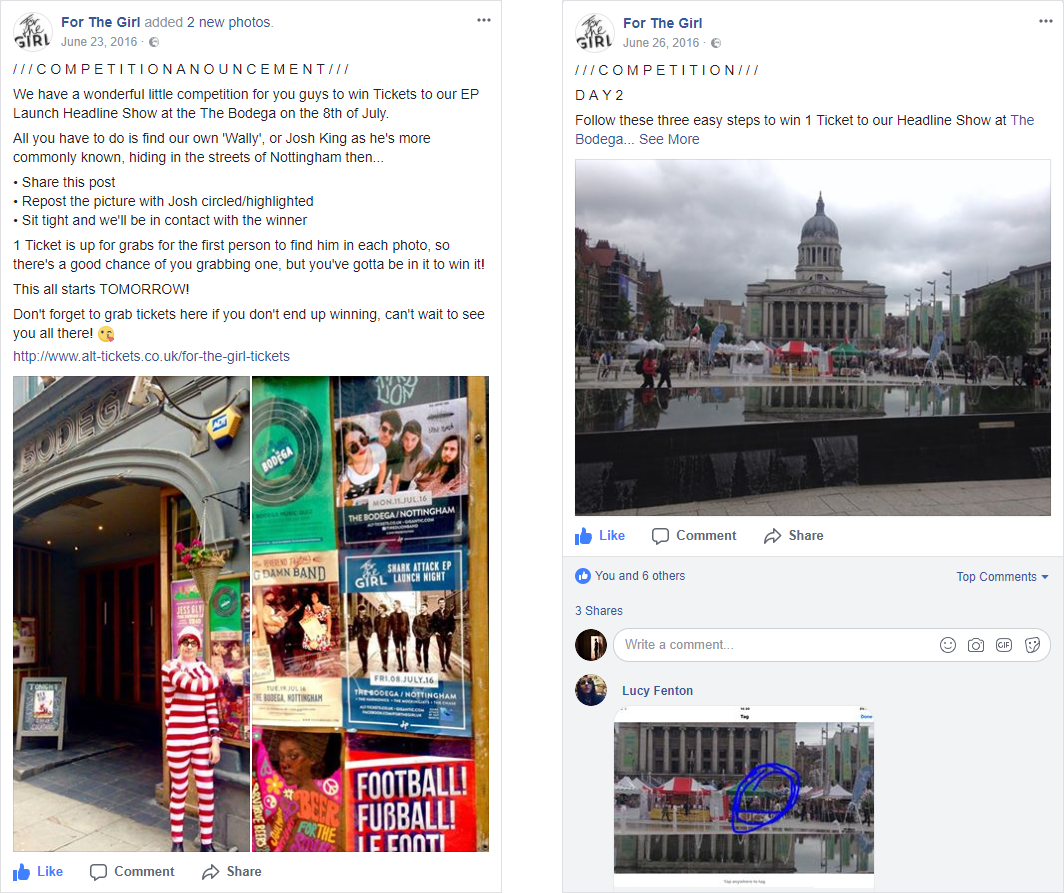 For The Girl added 2 new photos.
June 23, 2016 ·
/ / / C O M P E T I T I O N A N O U N C E M E N T / / /
We have a wonderful little competition for you guys to win Tickets to our EP
Launch Headline Show at the The Bodega on the 8th of July.
All you have to do is find our own 'Wally', or Josh King as he's more
commonly known, hiding in the streets of Nottingham then...
• Share this post
• Repost the picture with Josh circled/highlighted
• Sit tight and we'll be in contact with the winner
1 Ticket is up for grabs for the first person to find him in each photo, so
there's a good chance of you grabbing one, but you've gotta be in it to win it!
This all starts TOMORROW!
Don't forget to grab tickets here if you don't end up winning, can't wait to see
you all there! 😘
http://www.alt-tickets.co.uk/for-the-girl-tickets
BODEGA
ADT
JESS GLY
TONIGHT
BODEGA
LION
MON.11.JUL.16
THE BODEGA / NOTTINGHAM
THE REVEREND
G DAMN BAND
TUE.19.JUL.16
THE BODEGA, NOTTINGHAM
For
the
GIRL
SHARK ATTACK EP
LAUNCH NIGHT
FRI.08.JULY.16
THE BODEGA / NOTTINGHAM
BEER
FOR THE
FOOTBALL!
FUßBALL!
LE FOOT!
Like
Comment
Share
For The Girl
June 26, 2016 ·
/ / / C O M P E T I T I O N / / /
D A Y 2
Follow these three easy steps to win 1 Ticket to our Headline Show at The
Bodega... See More
Like
Comment
Share
You and 6 others
Top Comments
3 Shares
Write a comment...
GIF
Lucy Fenton
Tag
Done
Tap anywhere to tag